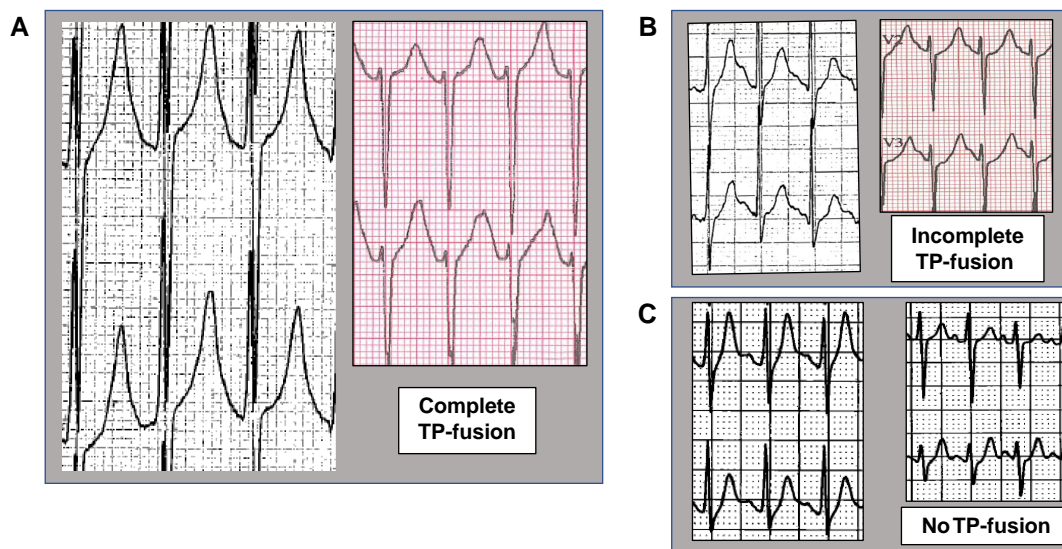 A
Complete
TP-fusion
B
V2
V3
Incomplete
TP-fusion
C
No TP-fusion